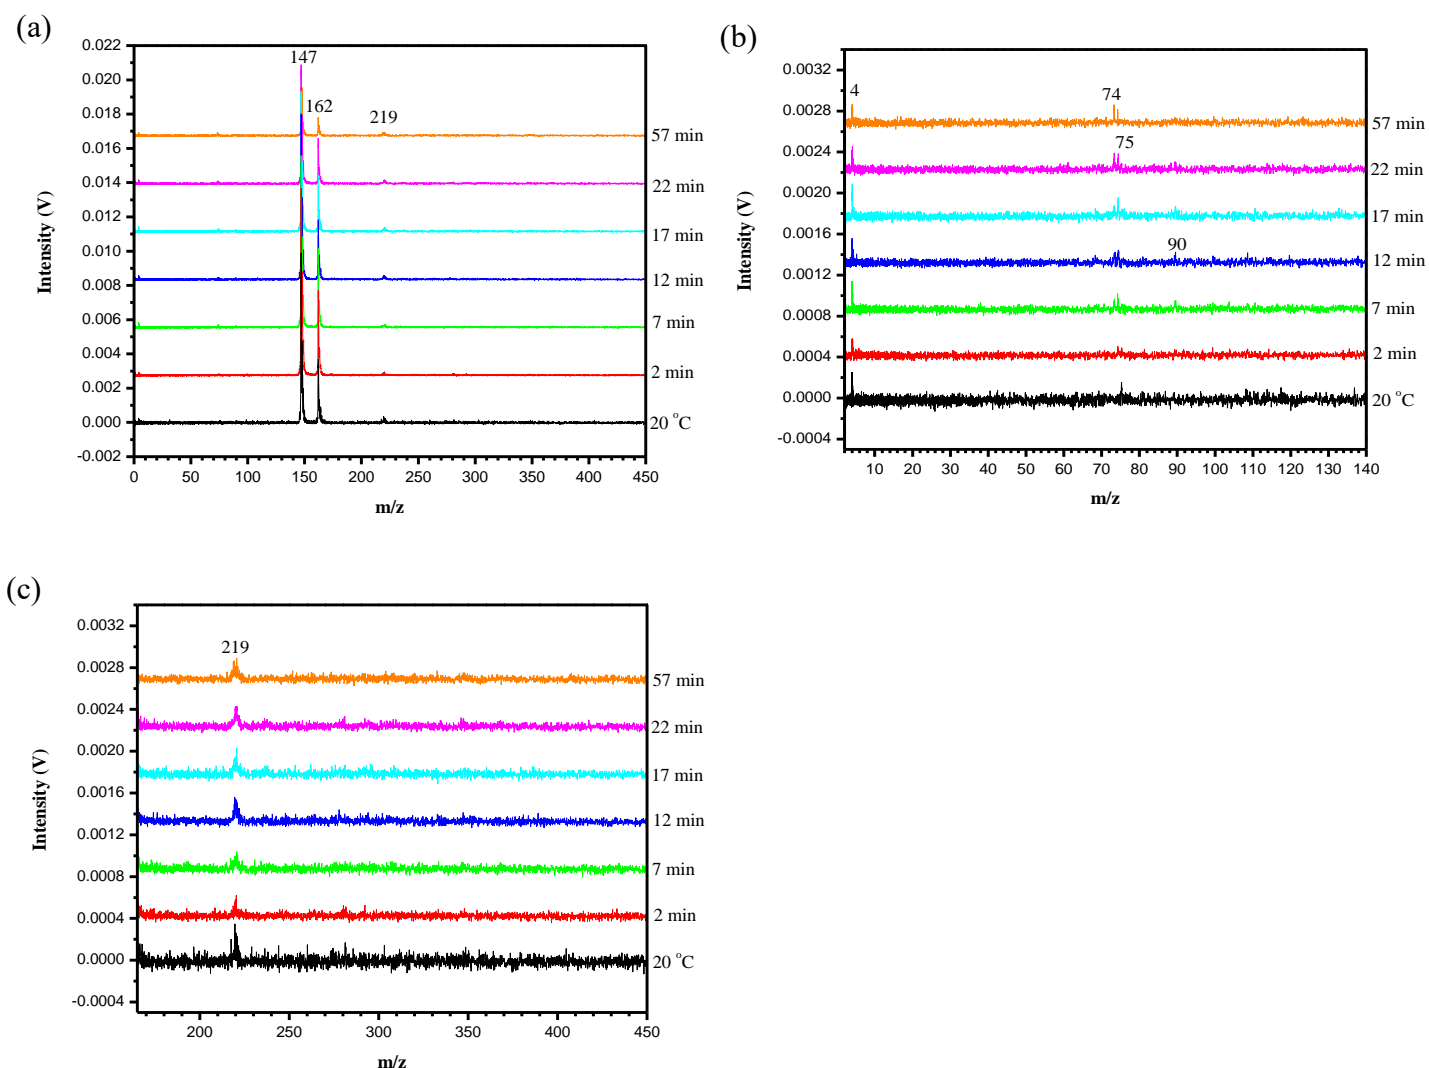 (a)
0.022
0.020
0.018
0.016
0.014
0.012
0.010
0.008
0.006
0.004
0.002
0.000
-0.002
Intensity (V)
147
162
219
57 min
22 min
17 min
12 min
7 min
2 min
20 °C
0 50 100 150 200 250 300 350 400 450
m/z
(b)
0.0032
0.0028
0.0024
0.0020
0.0016
0.0012
0.0008
0.0004
0.0000
-0.0004
Intensity (V)
4
74
75
90
57 min
22 min
17 min
12 min
7 min
2 min
20 °C
10 20 30 40 50 60 70 80 90 100 110 120 130 140
m/z
(c)
0.0032
0.0028
0.0024
0.0020
0.0016
0.0012
0.0008
0.0004
0.0000
-0.0004
Intensity (V)
219
57 min
22 min
17 min
12 min
7 min
2 min
20 °C
200 250 300 350 400 450
m/z